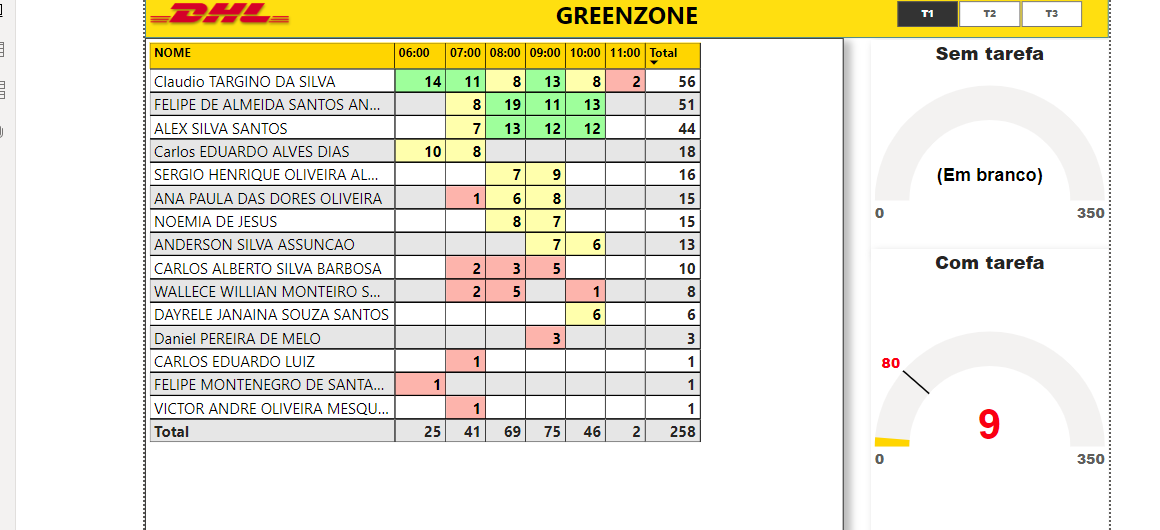 DHL
GREENZONE
T1 T2 T3
NOME 06:00 07:00 08:00 09:00 10:00 11:00 Total
Claudio TARGINO DA SILVA 14 11 8 13 8 2 56
FELIPE DE ALMEIDA SANTOS AN... 8 19 11 13 51
ALEX SILVA SANTOS 7 13 12 12 44
Carlos EDUARDO ALVES DIAS 10 8 18
SERGIO HENRIQUE OLIVEIRA AL... 7 9 16
ANA PAULA DAS DORES OLIVEIRA 1 6 8 15
NOEMIA DE JESUS 8 7 15
ANDERSON SILVA ASSUNCAO 7 6 13
CARLOS ALBERTO SILVA BARBOSA 2 3 5 10
WALLECE WILLIAN MONTEIRO S... 2 5 1 8
DAYRELE JANAINA SOUZA SANTOS 6 6
Daniel PEREIRA DE MELO 3 3
CARLOS EDUARDO LUIZ 1 1
FELIPE MONTENEGRO DE SANTA... 1 1
VICTOR ANDRE OLIVEIRA MESQU... 1 1
Total 25 41 69 75 46 2 258
Sem tarefa
(Em branco)
0 350
Com tarefa
80
9
0 350